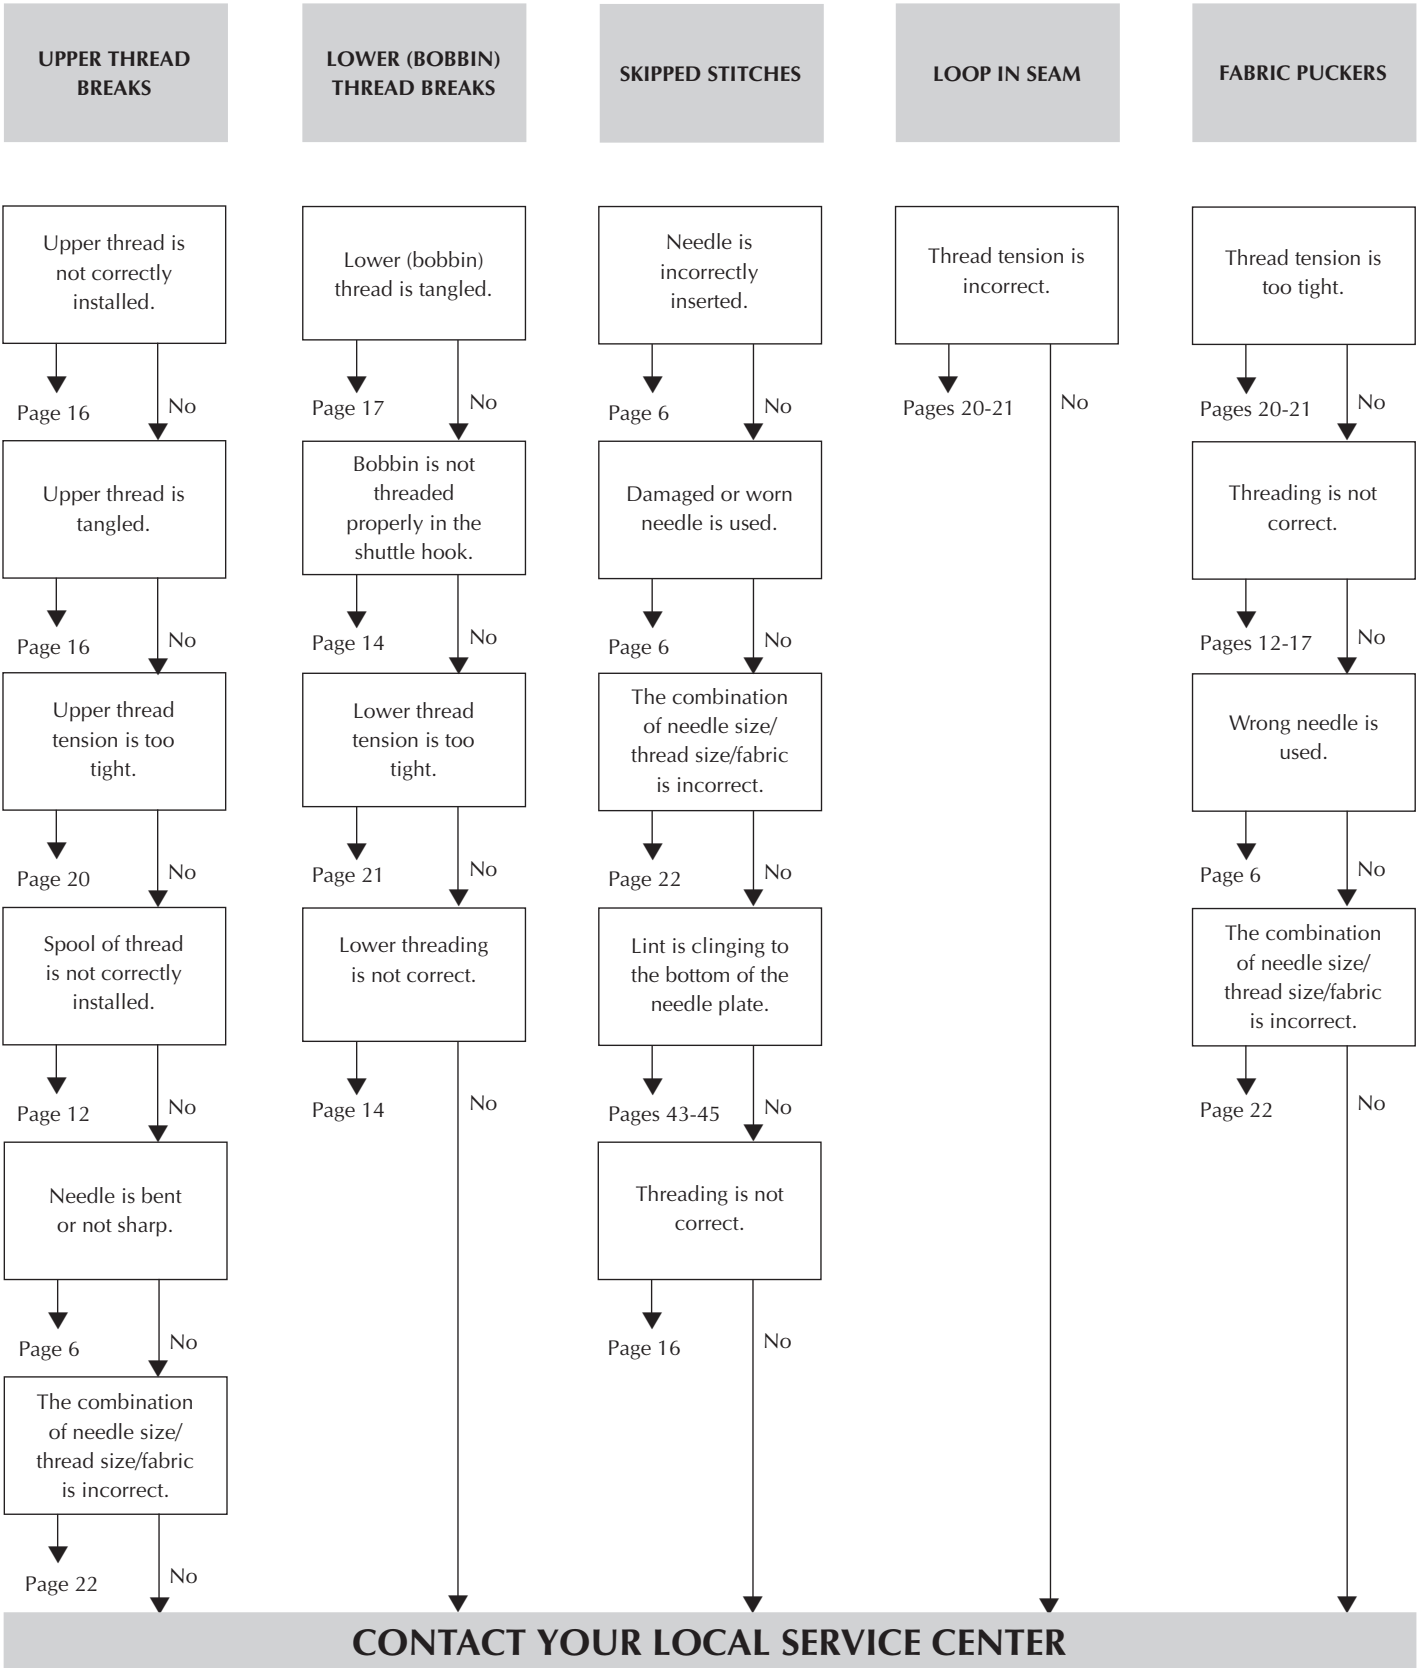 UPPER THREAD
BREAKS
Upper thread is
not correctly
installed.
Page 16
No
Upper thread is
tangled.
Page 16
No
Upper thread
tension is too
tight.
Page 20
No
Spool of thread
is not correctly
installed.
Page 12
No
Needle is bent
or not sharp.
Page 6
No
The combination
of needle size/
thread size/fabric
is incorrect.
Page 22
No
LOWER (BOBBIN)
THREAD BREAKS
Lower (bobbin)
thread is tangled.
Page 17
No
Bobbin is not
threaded
properly in the
shuttle hook.
Page 14
No
Lower thread
tension is too
tight.
Page 21
No
Lower threading
is not correct.
Page 14
No
SKIPPED STITCHES
Needle is
incorrectly
inserted.
Page 6
No
Damaged or worn
needle is used.
Page 6
No
The combination
of needle size/
thread size/fabric
is incorrect.
Page 22
No
Lint is clinging to
the bottom of the
needle plate.
Pages 43-45
No
Threading is not
correct.
Page 16
No
LOOP IN SEAM
Thread tension is
incorrect.
Pages 20-21
No
FABRIC PUCKERS
Thread tension is
too tight.
Pages 20-21
No
Threading is not
correct.
Pages 12-17
No
Wrong needle is
used.
Page 6
No
The combination
of needle size/
thread size/fabric
is incorrect.
Page 22
No
CONTACT YOUR LOCAL SERVICE CENTER